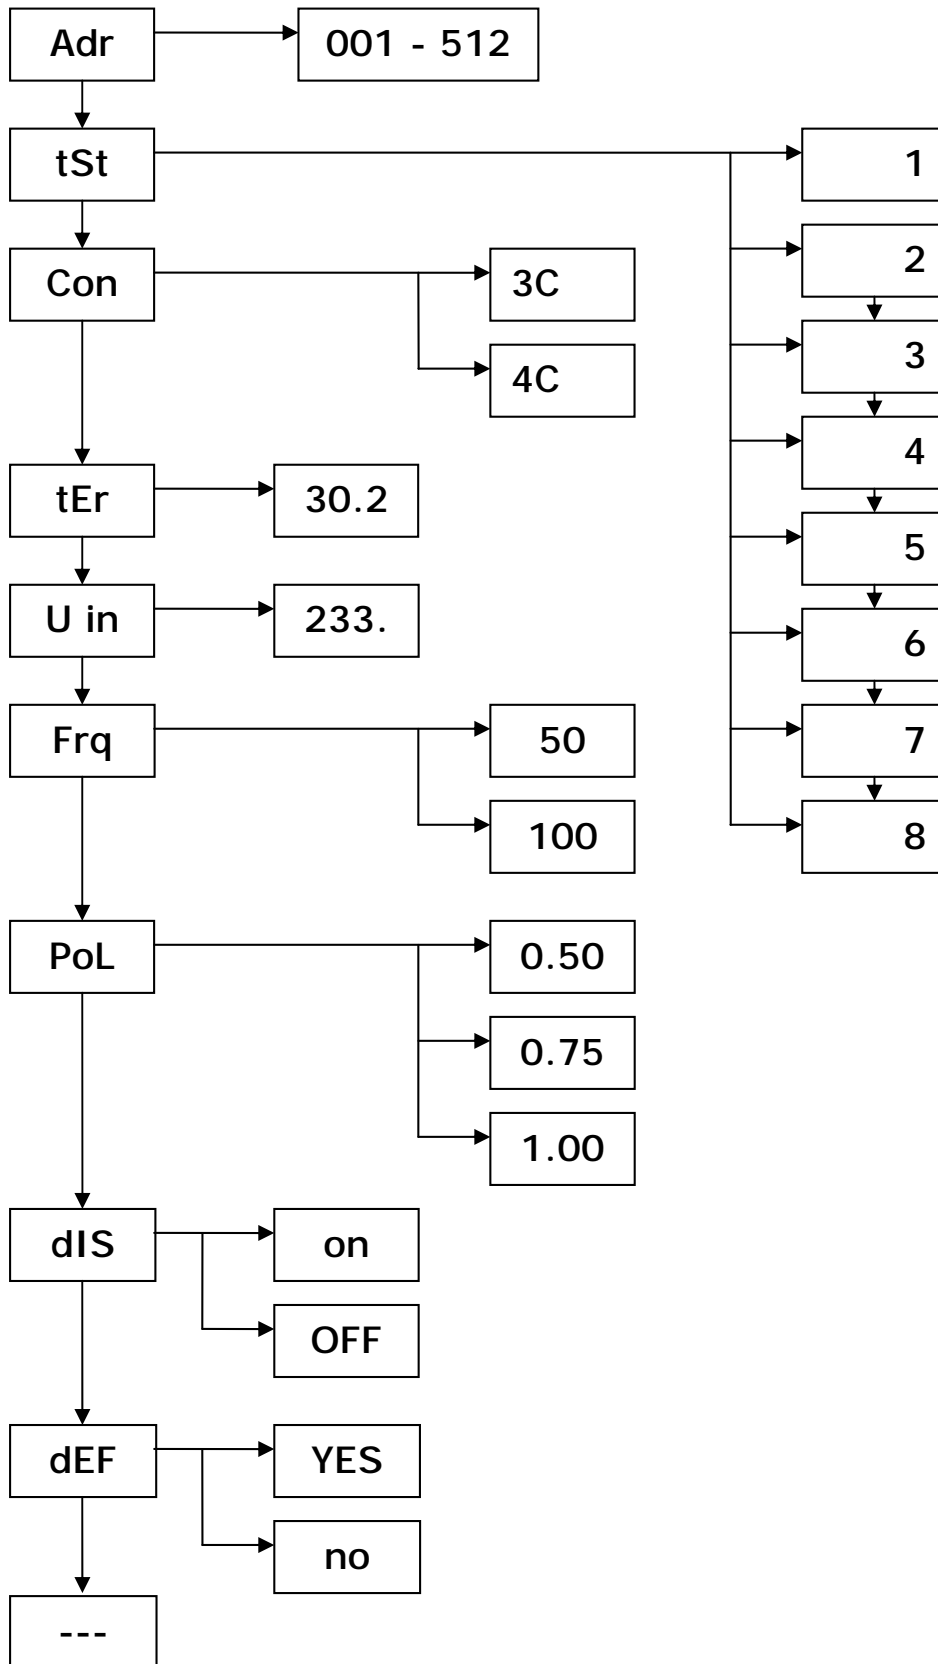 Adr
001 - 512
tSt
1
2
Con
3C
3
4C
4
tEr
30.2
5
U in
233.
6
Frq
50
7
100
8
PoL
0.50
0.75
1.00
dIS
on
OFF
dEF
YES
no
---